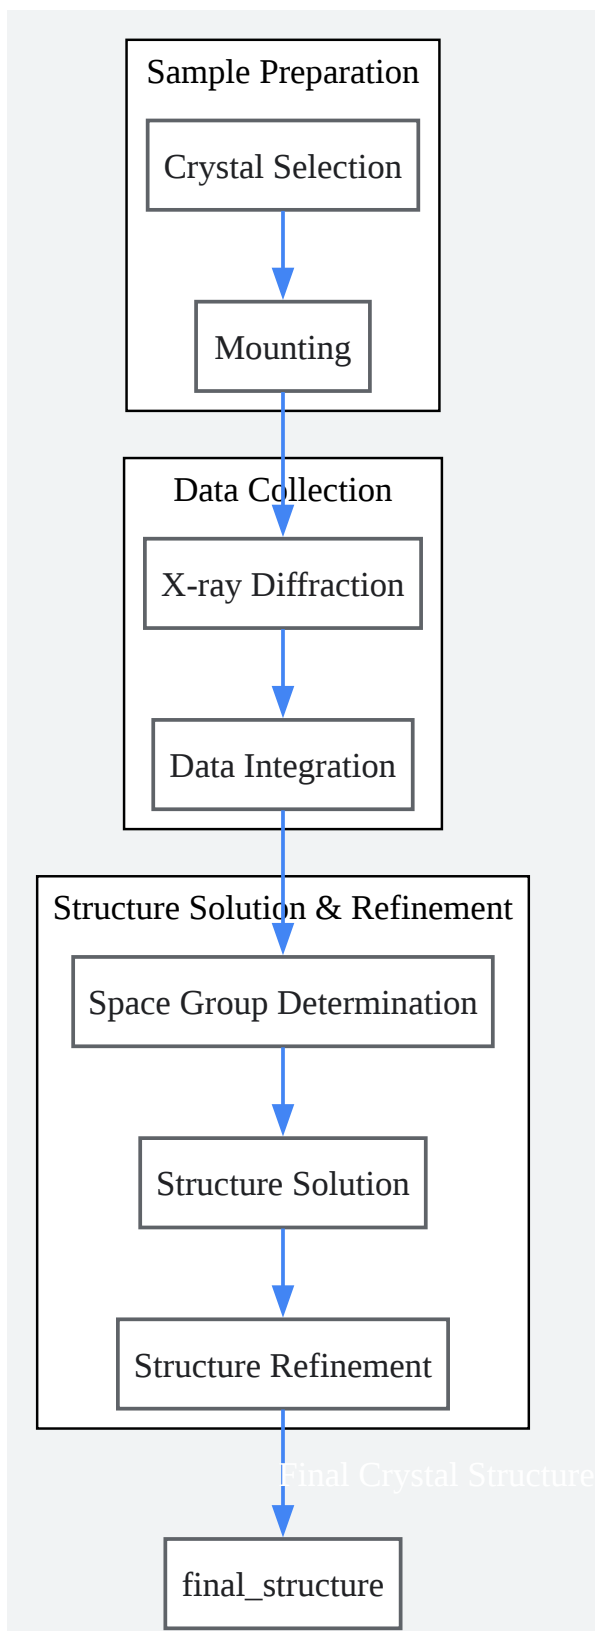 Sample Preparation
Crystal Selection
Mounting
Data Collection
X-ray Diffraction
Data Integration
Structure Solution & Refinement
Space Group Determination
Structure Solution
Structure Refinement
Final Crystal Structure
final_structure